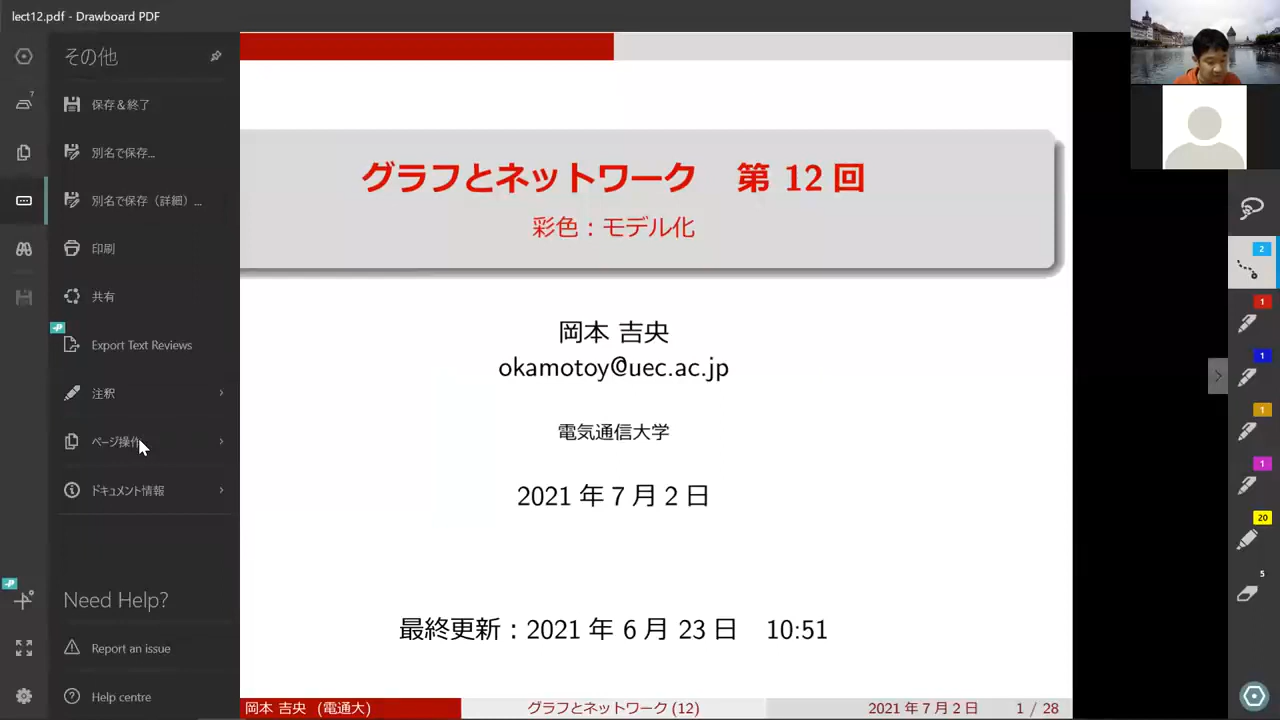 lect12.pdf - Drawboard PDF
その他
保存＆終了
別名で保存...
別名で保存（詳細）...
印刷
共有
Export Text Reviews
注釈
ページ操作
ドキュメント情報
Need Help?
Report an issue
Help centre
7
グラフとネットワーク 第 12 回
彩色：モデル化
岡本 吉央
okamotoy@uec.ac.jp
電気通信大学
2021 年 7 月 2 日
最終更新：2021 年 6 月 23 日 10:51
岡本 吉央 (電通大)
グラフとネットワーク (12)
2021 年 7 月 2 日
1 / 28
2
1
1
1
1
20
5